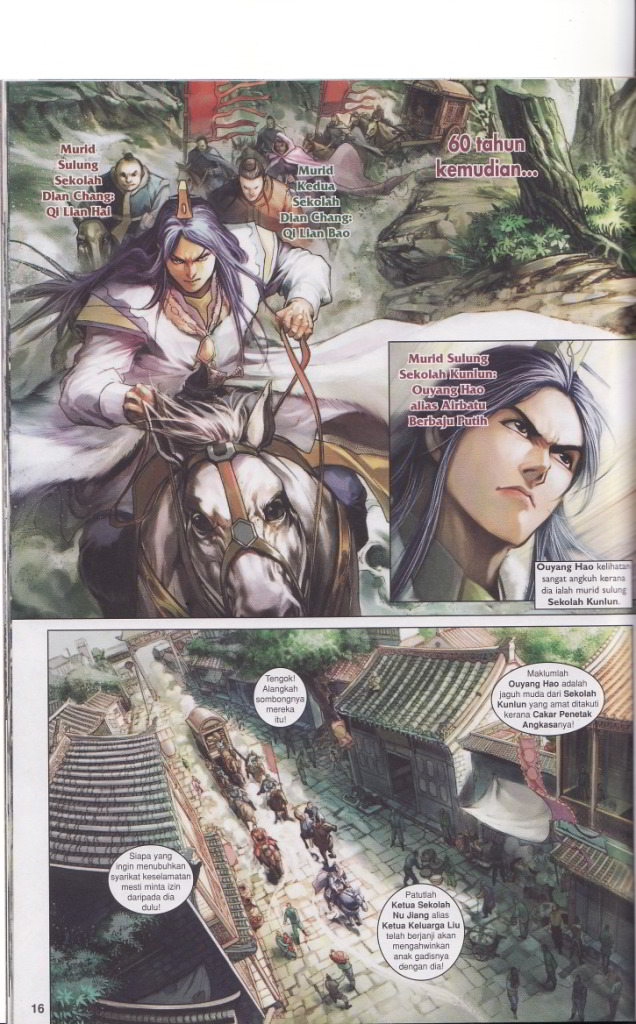 60 tahun
kemudian...
Murid
Sulung
Sekolah
Dian Chang:
Qi Lian Hai
Murid
Kedua
Sekolah
Dian Chang:
Qi Lian Bao
Murid Sulung
Sekolah Kunlun:
Ouyang Hao
alias Airbatu
Berbaju Putih
Ouyang Hao kelihatan
sangat angkuh kerana
dia ialah murid sulung
Sekolah Kunlun.
Tengok!
Alangkah
sombongnya
mereka
itu!
Maklumlah
Ouyang Hao adalah
jaguh muda dari Sekolah
Kunlun yang amat ditakuti
kerana Cakar Penetak
Angkasanya!
Siapa yang
ingin menubuhkan
syarikat keselamatan
mesti minta izin
daripada dia
dulu!
Patutlah
Ketua Sekolah
Nu Jiang alias
Ketua Keluarga Liu
telah berjanji akan
mengahwinkan
anak gadisnya
dengan dia!
16